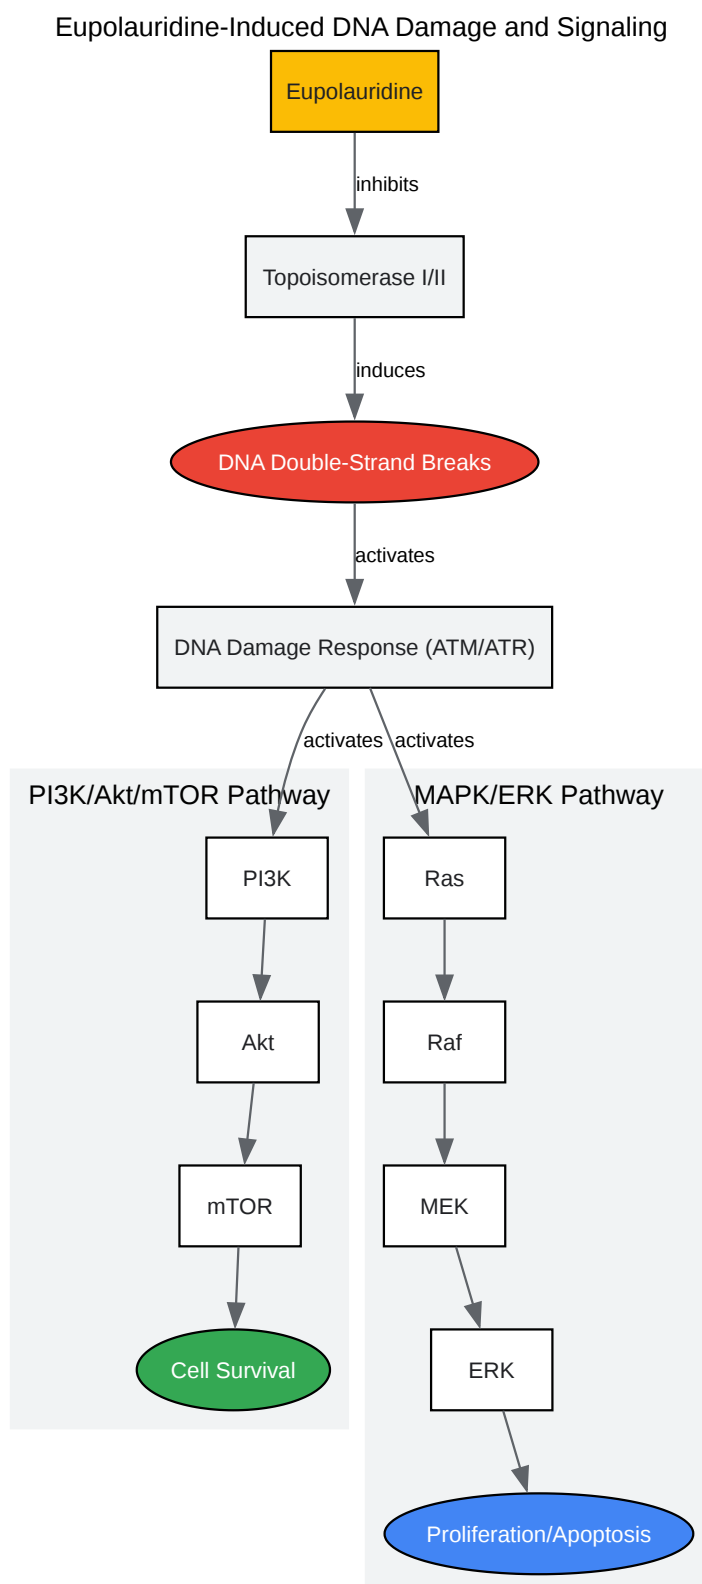 Eupolauridine-Induced DNA Damage and Signaling
Eupolauridine
inhibits
Topoisomerase I/II
induces
DNA Double-Strand Breaks
activates
DNA Damage Response (ATM/ATR)
activates
activates
PI3K/Akt/mTOR Pathway
MAPK/ERK Pathway
PI3K
Ras
Akt
Raf
mTOR
MEK
Cell Survival
ERK
Proliferation/Apoptosis